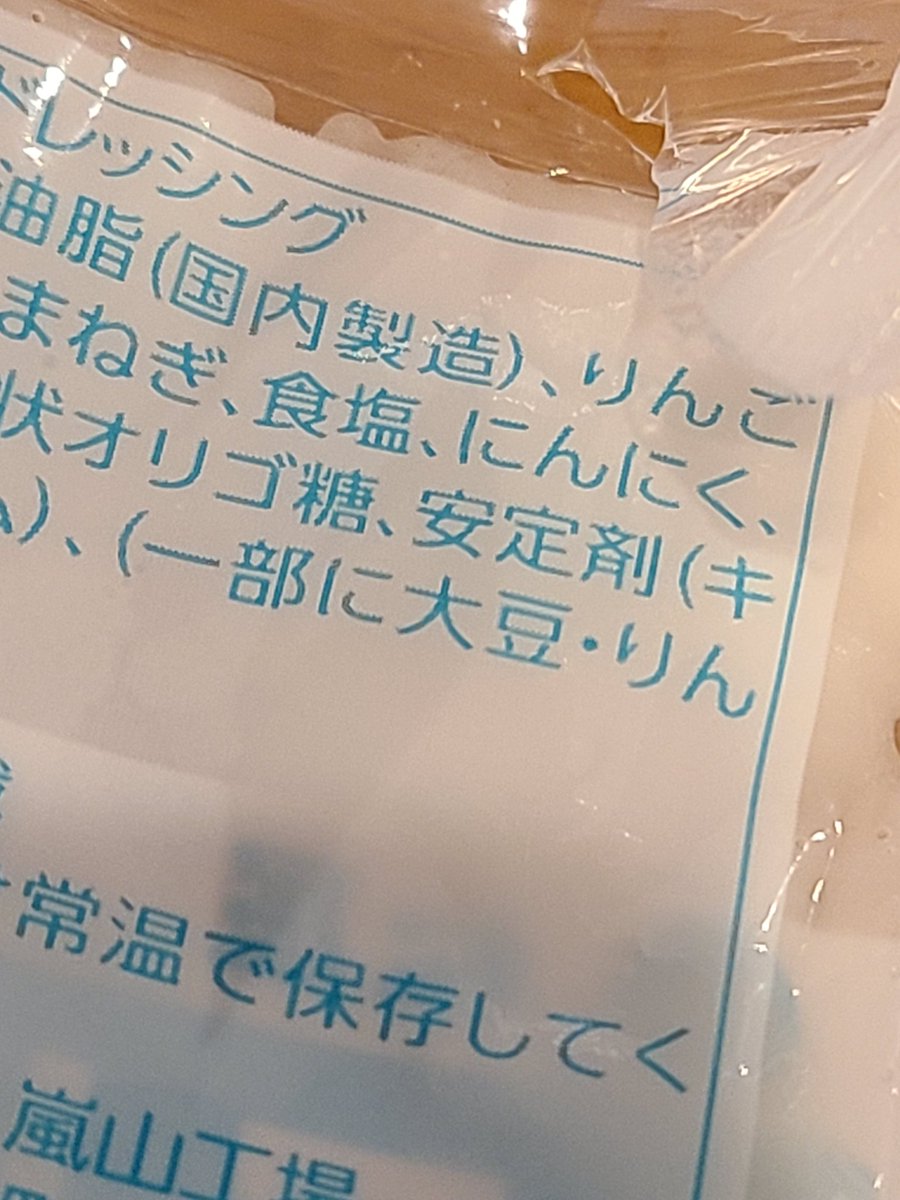 ドレッシング
油脂(国内製造)、りんご
まねぎ、食塩、にんにく、
状オリゴ糖、安定剤(キ
ム)、(一部に大豆・りん
常温で保存してく
嵐山工場